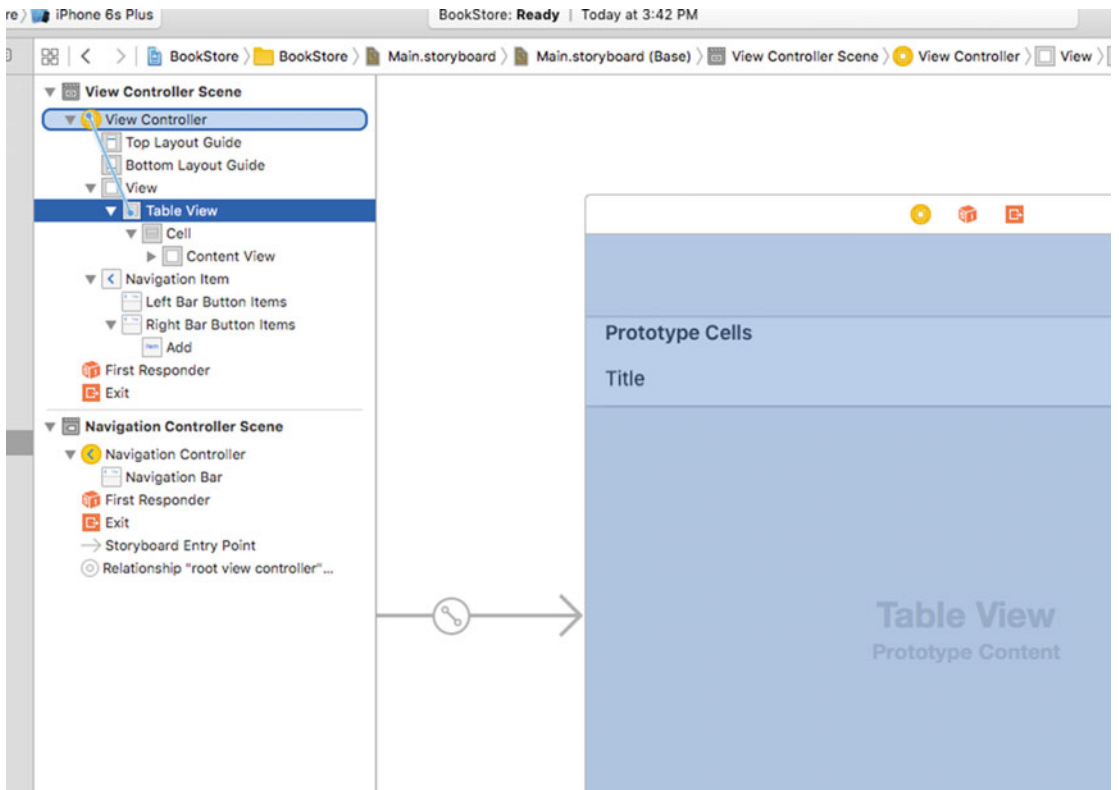 re iPhone 6s Plus
BookStore: Ready | Today at 3:42 PM
BookStore BookStore Main.storyboard Main.storyboard (Base) View Controller Scene View Controller View
View Controller Scene
View Controller
Top Layout Guide
Bottom Layout Guide
View
Table View
Cell
Content View
Navigation Item
Left Bar Button Items
Right Bar Button Items
Add
First Responder
Exit
Navigation Controller Scene
Navigation Controller
Navigation Bar
First Responder
Exit
Storyboard Entry Point
Relationship "root view controller"...
Prototype Cells
Title
Table View
Prototype Content